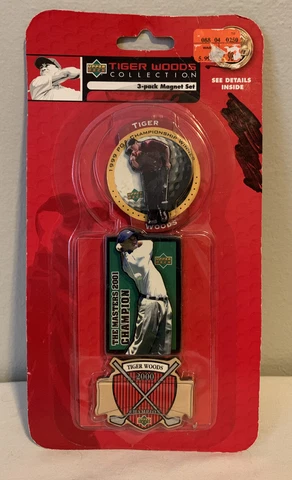 TIGER WOODS
COLLECTION
3-pack Magnet Set
SEE DETAILS
INSIDE
TIGER
1999 PGA CHAMPIONSHIP
WOODS
THE MASTERS 2001
CHAMPION
TIGER WOODS
2000